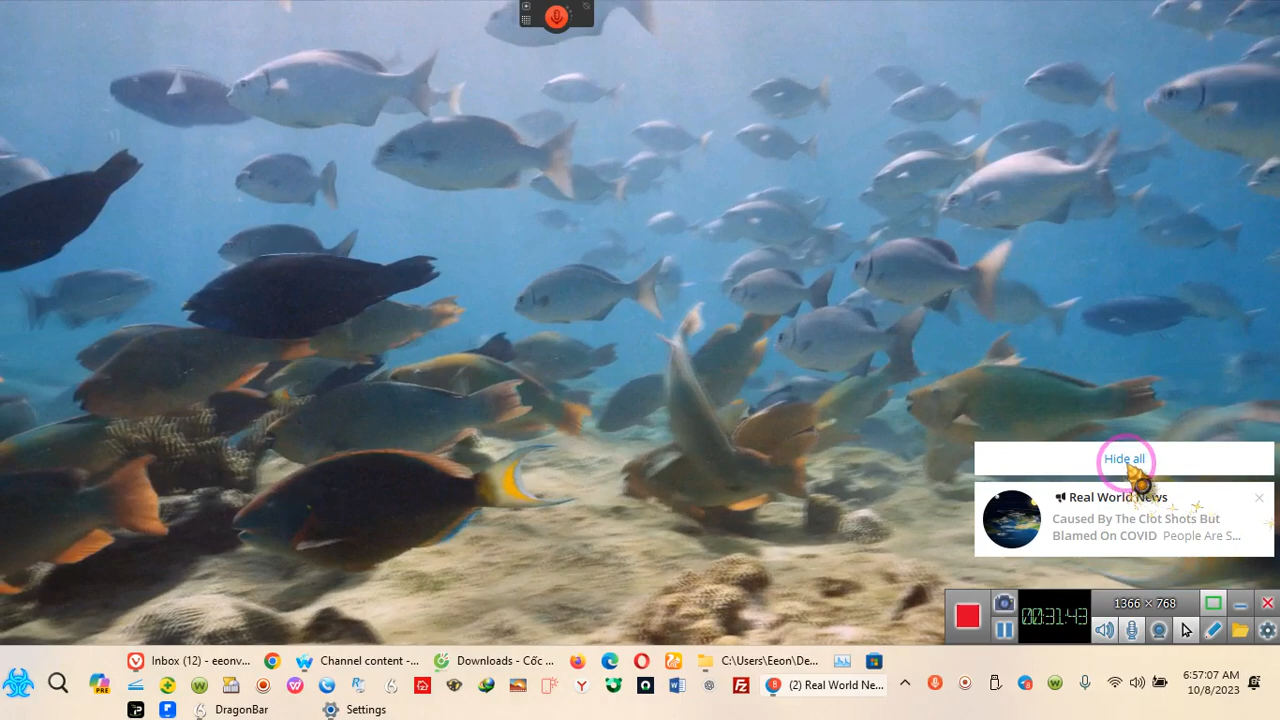 Hide all
Real World News
Caused By The Clot Shots But
Blamed On COVID People Are S...
1366 × 768
00:31:43
Inbox (12) - eeonv...
Channel content -...
Downloads - Cốc ...
C:\Users\Eeon\De...
PRE
(2) Real World Ne...
6:57:07 AM
10/8/2023
DragonBar
Settings